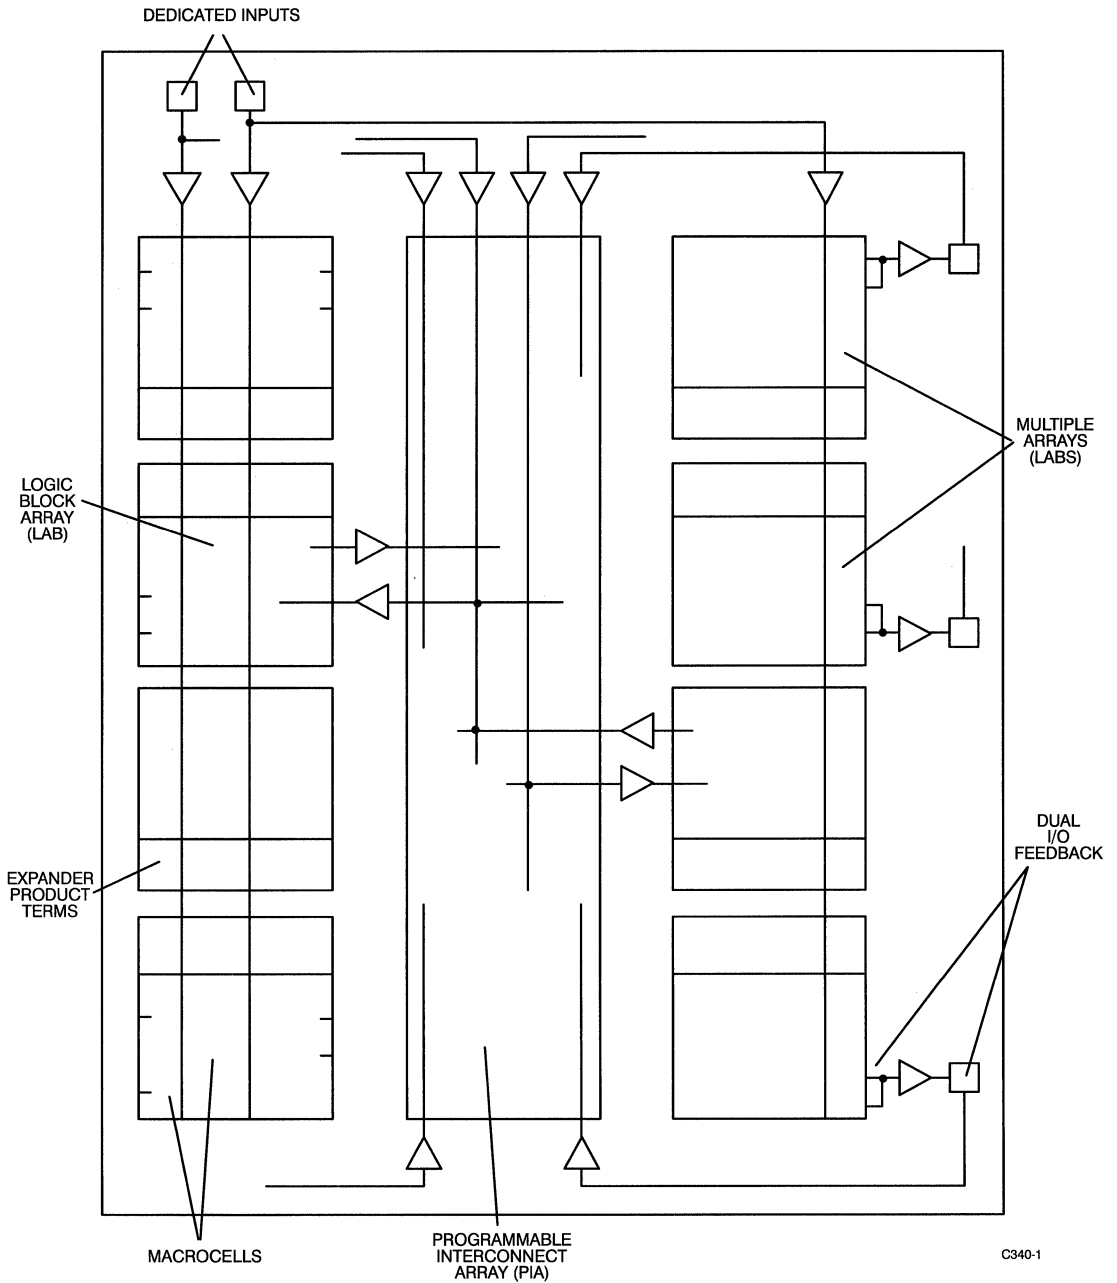 DEDICATED INPUTS
MULTIPLE
ARRAYS
(LABS)
LOGIC
BLOCK
ARRAY
(LAB)
DUAL
I/O
FEEDBACK
EXPANDER
PRODUCT
TERMS
MACROCELLS
PROGRAMMABLE
INTERCONNECT
ARRAY (PIA)
C340-1